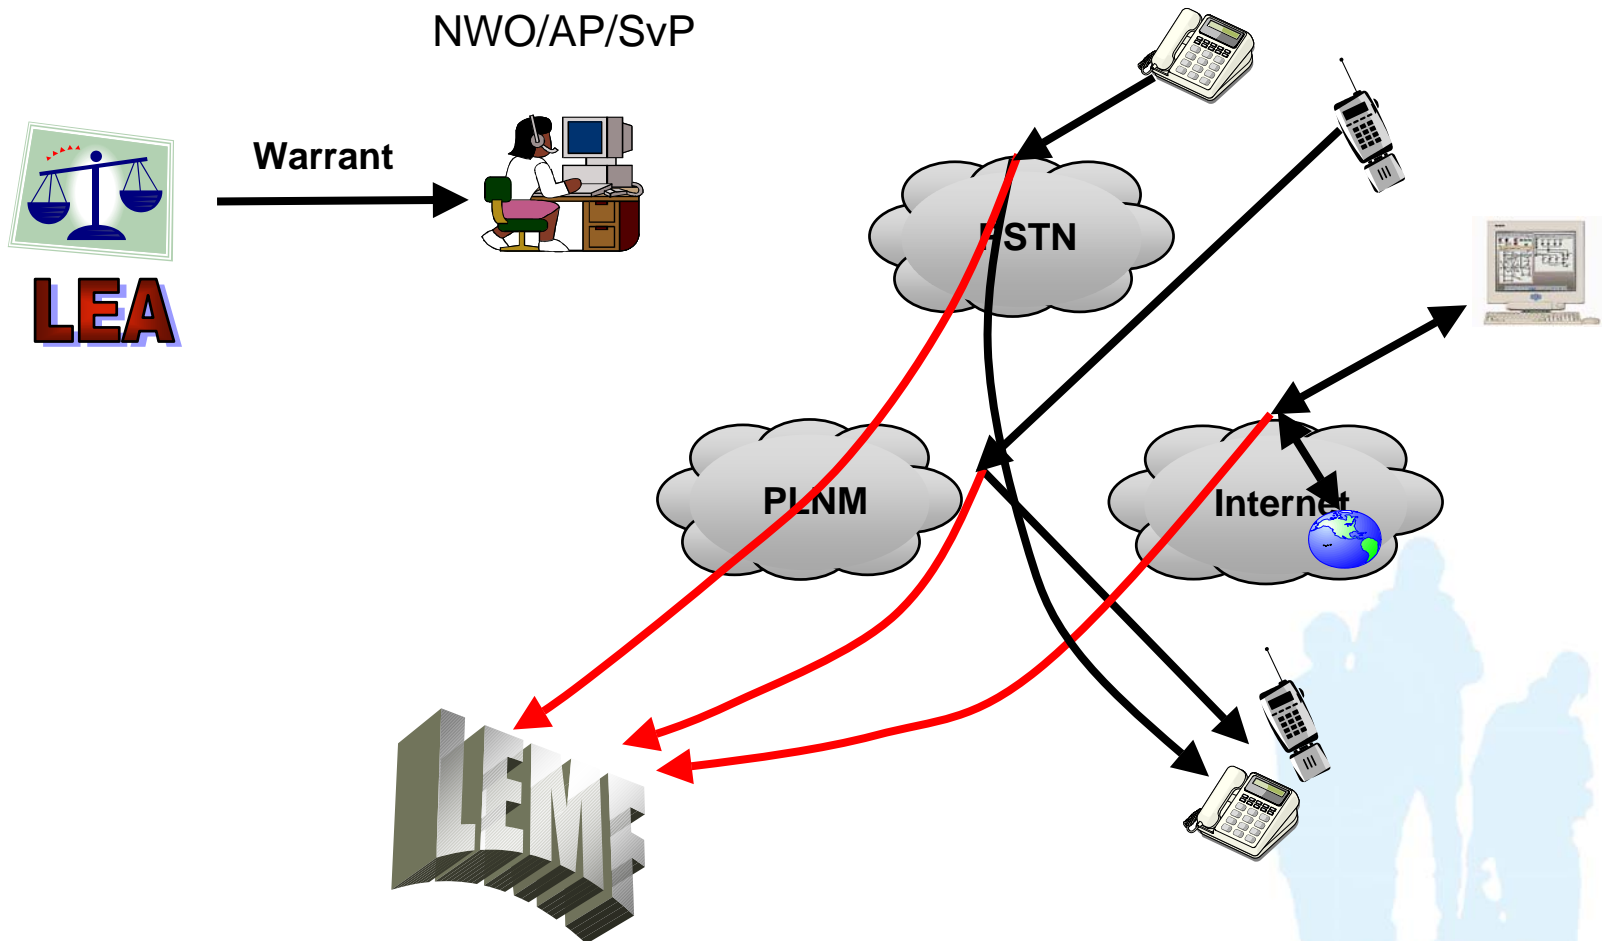 NWO/AP/SvP
Warrant
LEA
PSTN
PLNM
Internet
LEMF